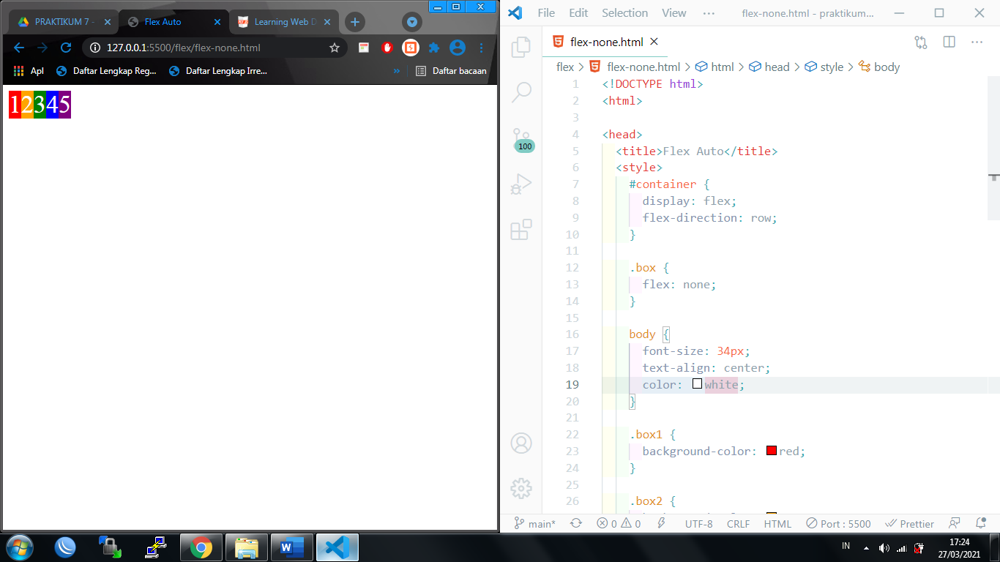 PRAKTIKUM 7 -
Flex Auto
Learning Web D
127.0.0.1:5500/flex/flex-none.html
Apl
Daftar Lengkap Reg...
Daftar Lengkap Irre...
»
Daftar bacaan
12345
File Edit Selection View ··· flex-none.html - praktikum...
flex-none.html
flex > flex-none.html > html > head > style > body
100
1 <!DOCTYPE html>
2 <html>
3
4 <head>
5 <title>Flex Auto</title>
6 <style>
7 #container {
8 display: flex;
9 flex-direction: row;
10 }
11
12 .box {
13 flex: none;
14 }
15
16 body {
17 font-size: 34px;
18 text-align: center;
19 color: white;
20 }
21
22 .box1 {
23 background-color: red;
24 }
25
26 .box2 {
main* 0 0 UTF-8 CRLF HTML Port : 5500 Prettier
IN
17:24
27/03/2021